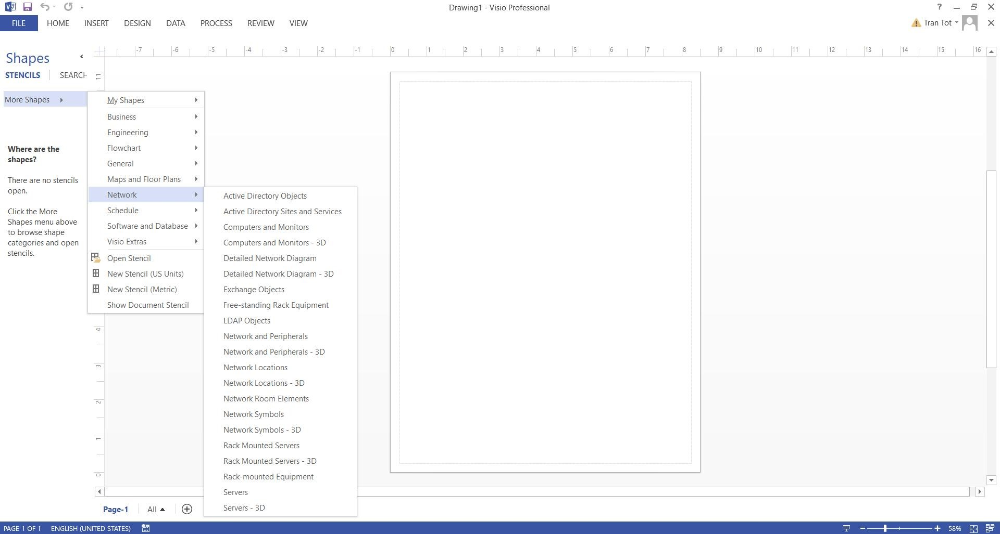 Drawing1 - Visio Professional
?
FILE HOME INSERT DESIGN DATA PROCESS REVIEW VIEW
Tran Tot
Shapes
STENCILS SEARCH
More Shapes
Where are the
shapes?
There are no stencils
open.
Click the More
Shapes menu above
to browse shape
categories and open
stencils.
My Shapes
Business
Engineering
Flowchart
General
Maps and Floor Plans
Network
Schedule
Software and Database
Visio Extras
Open Stencil
New Stencil (US Units)
New Stencil (Metric)
Show Document Stencil
Active Directory Objects
Active Directory Sites and Services
Computers and Monitors
Computers and Monitors - 3D
Detailed Network Diagram
Detailed Network Diagram - 3D
Exchange Objects
Free-standing Rack Equipment
LDAP Objects
Network and Peripherals
Network and Peripherals - 3D
Network Locations
Network Locations - 3D
Network Room Elements
Network Symbols
Network Symbols - 3D
Rack Mounted Servers
Rack Mounted Servers - 3D
Rack-mounted Equipment
Servers
Servers - 3D
-7 -6 -5 -4 -3 -2 -1 0 1 2 3 4 5 6 7 8 9 10 11 12 13 14 15 16
11
4
3
2
1
0
Page-1 All
PAGE 1 OF 1 ENGLISH (UNITED STATES) 58%